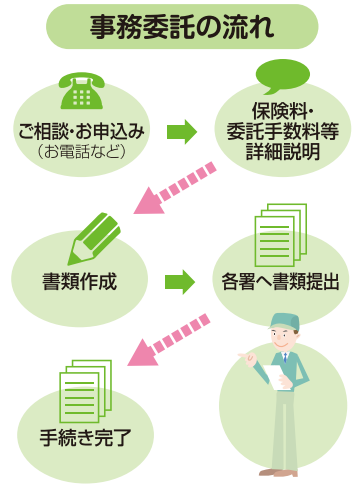 事務委託の流れ
ご相談・お申込み
（お電話など）
保険料・
委託手数料等
詳細説明
書類作成
各署へ書類提出
手続き完了